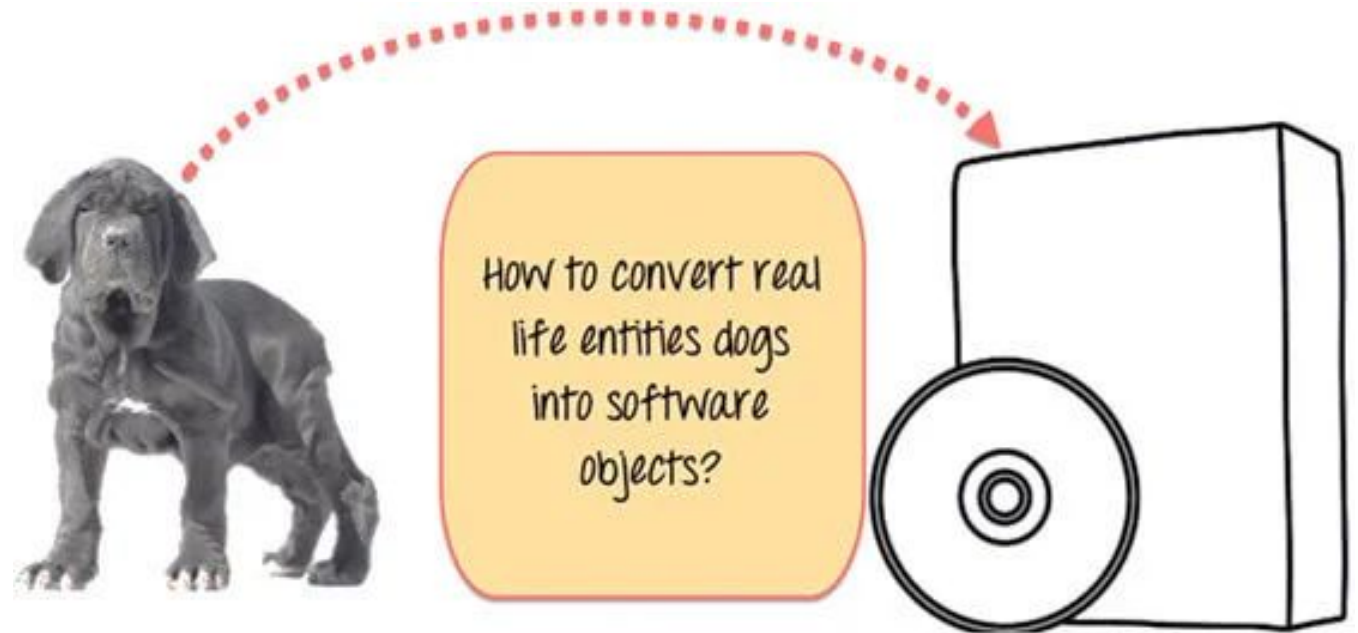 How to convert real
life entities dogs
into software
objects?